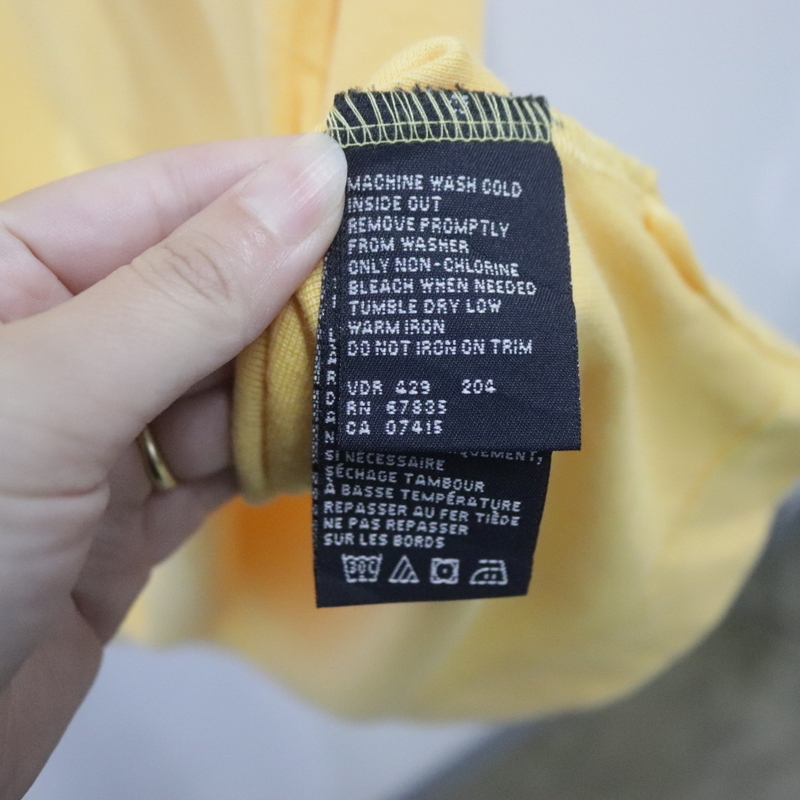 MACHINE WASH COLD
INSIDE OUT
REMOVE PROMPTLY
FROM WASHER
ONLY NON-CHLORINE
BLEACH WHEN NEEDED
TUMBLE DRY LOW
WARM IRON
DO NOT IRON ON TRIM
VDR 429 204
RN 67835
CA 07415
QUEMENT,
SI NÉCESSAIRE
SÉCHAGE TAMBOUR
À BASSE TEMPÉRATURE
REPASSER AU FER TIÈDE
NE PAS REPASSER
SUR LES BORDS
30C